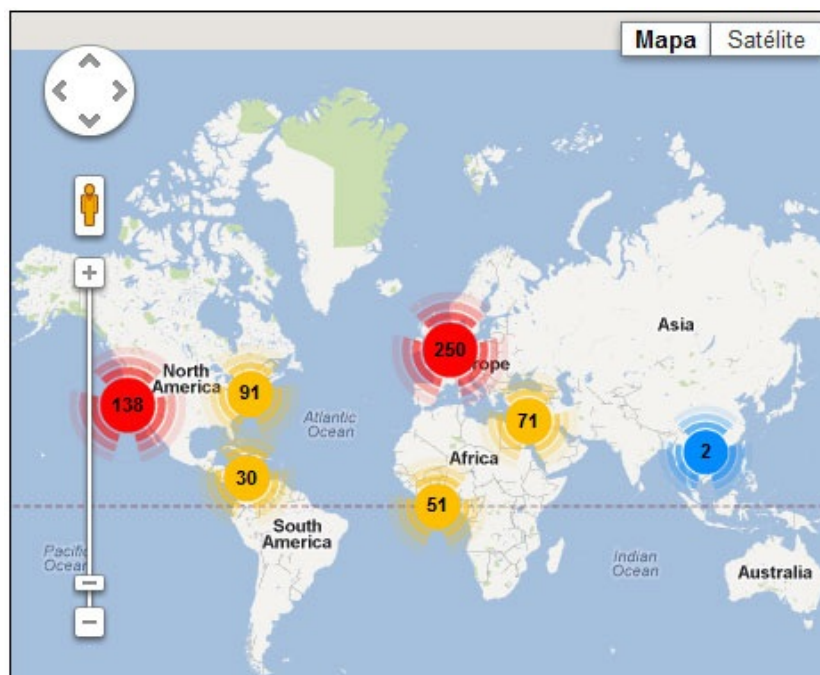 Mapa
Satélite
Asia
250
rope
North
America
91
138
Atlantic
Ocean
71
2
Africa
30
51
South
America
Pacific
Ocean
Indian
Ocean
Australia